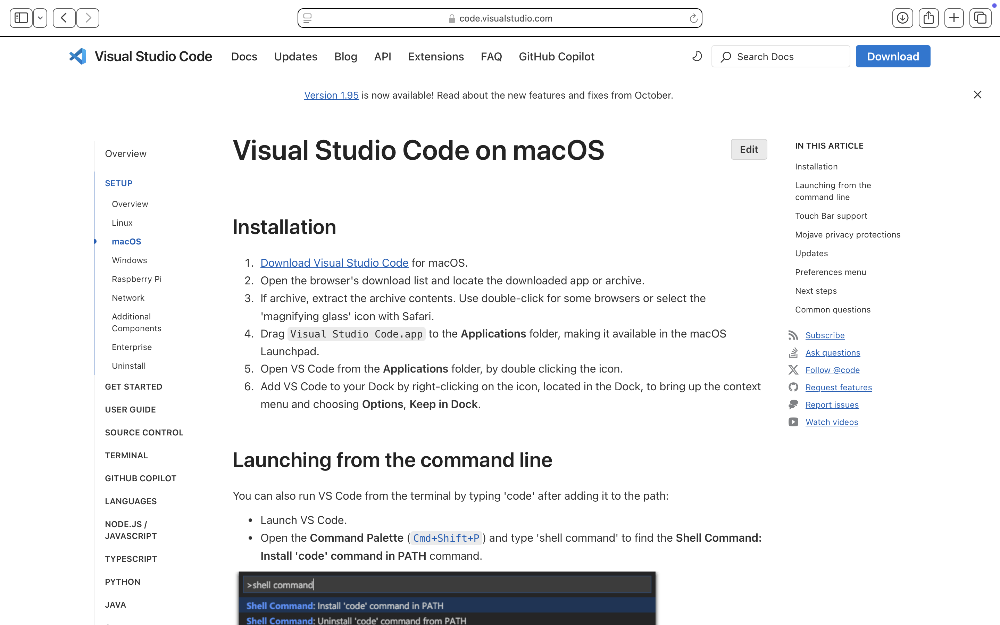 code.visualstudio.com
Visual Studio Code
Docs
Updates
Blog
API
Extensions
FAQ
GitHub Copilot
Search Docs
Download
Version 1.95 is now available! Read about the new features and fixes from October.
Overview
SETUP
Overview
Linux
macOS
Windows
Raspberry Pi
Network
Additional
Components
Enterprise
Uninstall
GET STARTED
USER GUIDE
SOURCE CONTROL
TERMINAL
GITHUB COPILOT
LANGUAGES
NODE.JS /
JAVASCRIPT
TYPESCRIPT
PYTHON
JAVA
Visual Studio Code on macOS
Edit
Installation
1. Download Visual Studio Code for macOS.
2. Open the browser's download list and locate the downloaded app or archive.
3. If archive, extract the archive contents. Use double-click for some browsers or select the
'magnifying glass' icon with Safari.
4. Drag Visual Studio Code.app to the Applications folder, making it available in the macOS
Launchpad.
5. Open VS Code from the Applications folder, by double clicking the icon.
6. Add VS Code to your Dock by right-clicking on the icon, located in the Dock, to bring up the context
menu and choosing Options, Keep in Dock.
Launching from the command line
You can also run VS Code from the terminal by typing 'code' after adding it to the path:
• Launch VS Code.
• Open the Command Palette (Cmd+Shift+P) and type 'shell command' to find the Shell Command:
Install 'code' command in PATH command.
>shell command
Shell Command: Install 'code' command in PATH
Shell Command: Uninstall 'code' command from PATH
IN THIS ARTICLE
Installation
Launching from the
command line
Touch Bar support
Mojave privacy protections
Updates
Preferences menu
Next steps
Common questions
Subscribe
Ask questions
Follow @code
Request features
Report issues
Watch videos